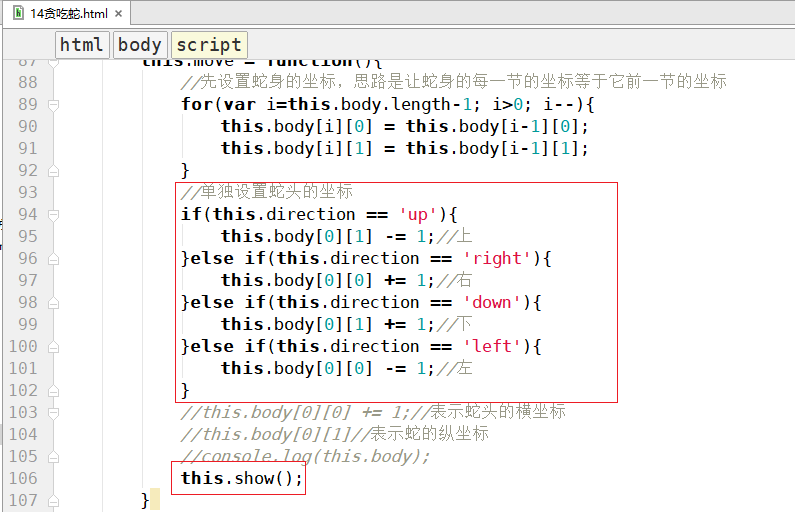 14贪吃蛇.html ×
html body script
87 this.move = function(){
88 //先设置蛇身的坐标，思路是让蛇身的每一节的坐标等于它前一节的坐标
89 for(var i=this.body.length-1; i>0; i--){
90 this.body[i][0] = this.body[i-1][0];
91 this.body[i][1] = this.body[i-1][1];
92 }
93 //单独设置蛇头的坐标
94 if(this.direction == 'up'){
95 this.body[0][1] -= 1;//上
96 }else if(this.direction == 'right'){
97 this.body[0][0] += 1;//右
98 }else if(this.direction == 'down'){
99 this.body[0][1] += 1;//下
100 }else if(this.direction == 'left'){
101 this.body[0][0] -= 1;//左
102 }
103 //this.body[0][0] += 1;//表示蛇头的横坐标
104 //this.body[0][1]//表示蛇的纵坐标
105 //console.log(this.body);
106 this.show();
107 }